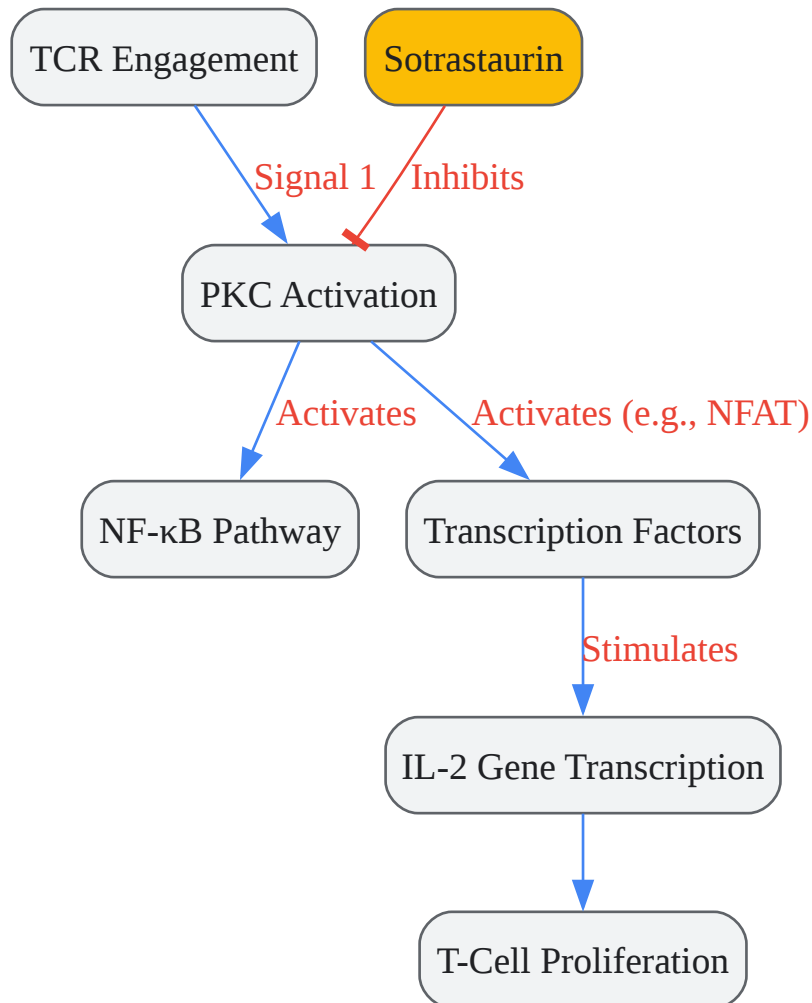 TCR Engagement
Sotrastaurin
Signal 1
Inhibits
PKC Activation
Activates
Activates (e.g., NFAT)
NF-κB Pathway
Transcription Factors
Stimulates
IL-2 Gene Transcription
T-Cell Proliferation